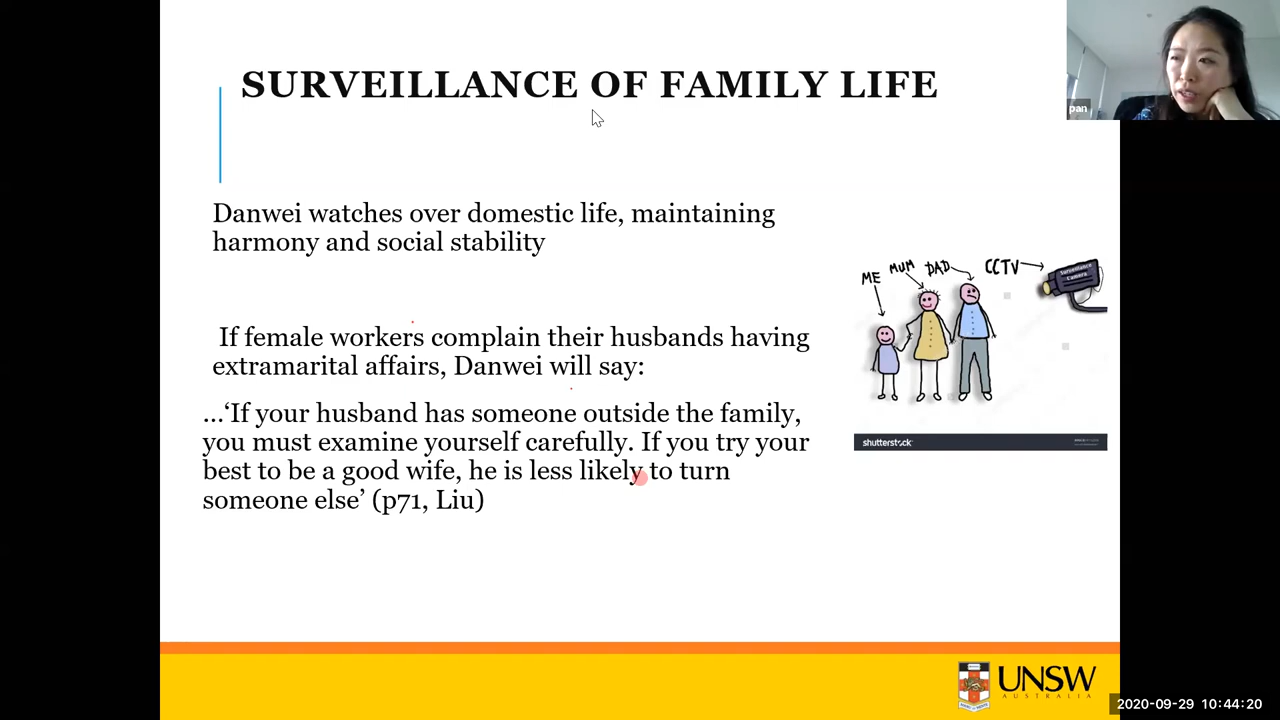 SURVEILLANCE OF FAMILY LIFE
pan
Danwei watches over domestic life, maintaining
harmony and social stability
If female workers complain their husbands having
extramarital affairs, Danwei will say:
...‘If your husband has someone outside the family,
you must examine yourself carefully. If you try your
best to be a good wife, he is less likely to turn
someone else’ (p71, Liu)
ME
MUM
DAD
CCTV
Surveillance
Camera
shutterstock
UNSW
AUSTRALIA
2020-09-29 10:44:20